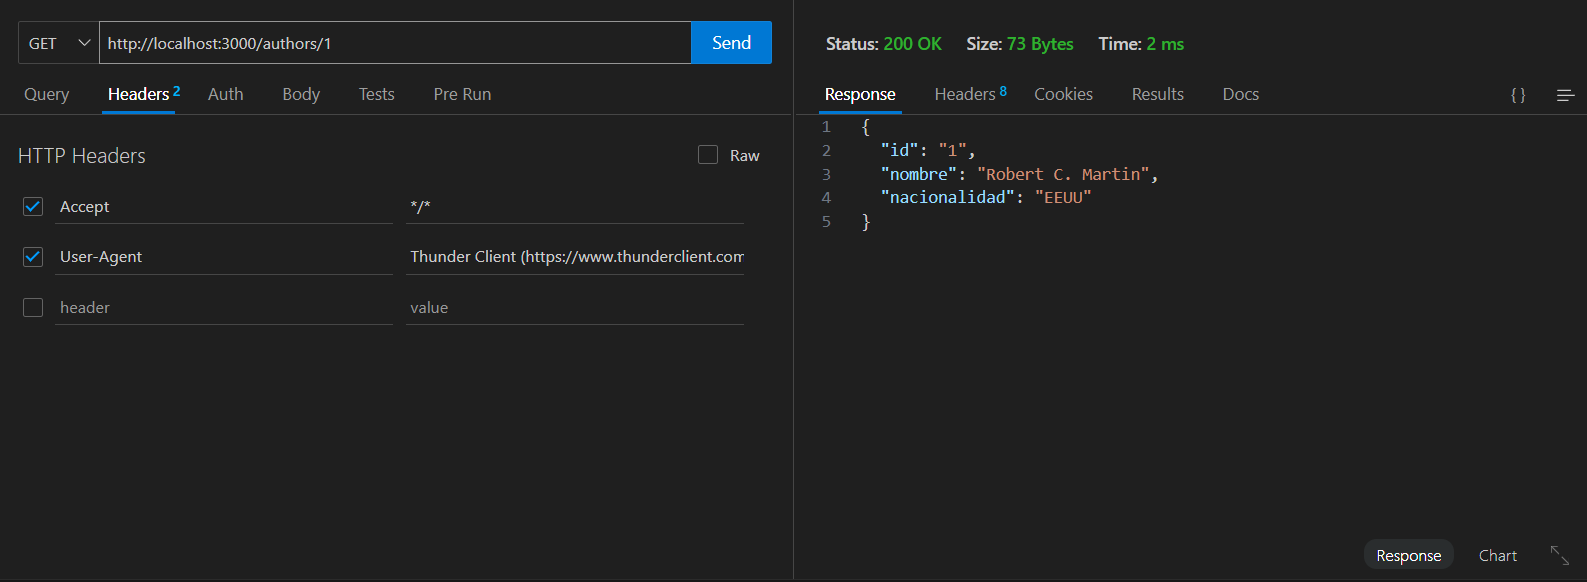 GET http://localhost:3000/authors/1 Send
Query Headers 2 Auth Body Tests Pre Run
HTTP Headers Raw
Accept */*
User-Agent Thunder Client (https://www.thunderclient.com
header value
Status: 200 OK Size: 73 Bytes Time: 2 ms
Response Headers 8 Cookies Results Docs { }
1 {
2 "id": "1",
3 "nombre": "Robert C. Martin",
4 "nacionalidad": "EEUU"
5 }
Response Chart